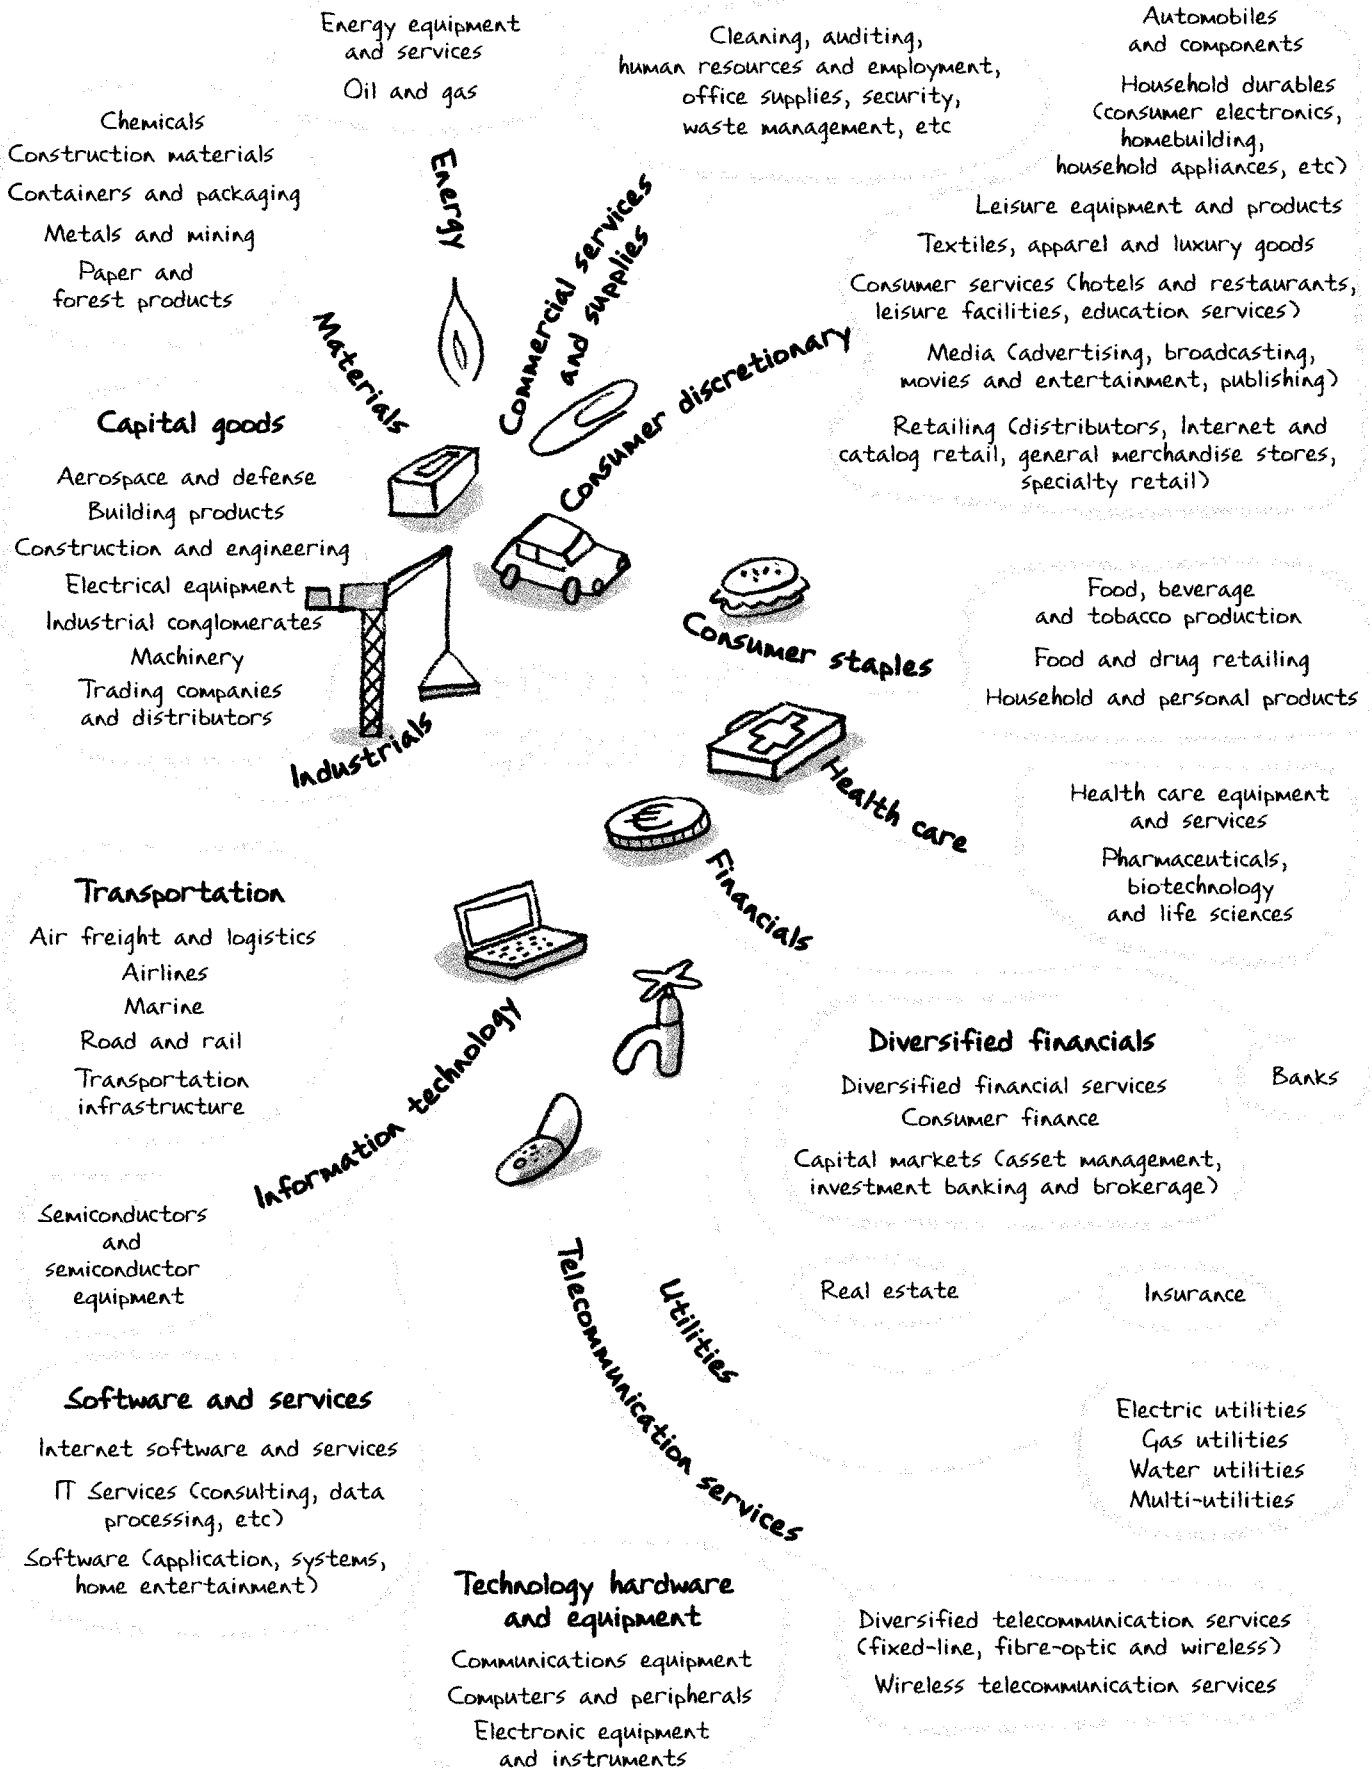 Energy equipment
and services
Oil and gas
Cleaning, auditing,
human resources and employment,
office supplies, security,
waste management, etc
Automobiles
and components
Household durables
(consumer electronics,
homebuilding,
household appliances, etc)
Leisure equipment and products
Textiles, apparel and luxury goods
Consumer services (hotels and restaurants,
leisure facilities, education services)
Media (advertising, broadcasting,
movies and entertainment, publishing)
Retailing (distributors, Internet and
catalog retail, general merchandise stores,
specialty retail)
Chemicals
Construction materials
Containers and packaging
Metals and mining
Paper and
forest products
Energy
Commercial services
and supplies
Materials
Consumer discretionary
Capital goods
Aerospace and defense
Building products
Construction and engineering
Electrical equipment
Industrial conglomerates
Machinery
Trading companies
and distributors
Industrials
Consumer staples
Food, beverage
and tobacco production
Food and drug retailing
Household and personal products
Health care
Health care equipment
and services
Pharmaceuticals,
biotechnology
and life sciences
Financials
Transportation
Air freight and logistics
Airlines
Marine
Road and rail
Transportation
infrastructure
Information technology
Diversified financials
Diversified financial services
Consumer finance
Capital markets (asset management,
investment banking and brokerage)
Banks
Real estate
Insurance
Semiconductors
and
semiconductor
equipment
Telecommunication services
Utilities
Electric utilities
Gas utilities
Water utilities
Multi-utilities
Software and services
Internet software and services
IT Services (consulting, data
processing, etc)
Software (application, systems,
home entertainment)
Technology hardware
and equipment
Communications equipment
Computers and peripherals
Electronic equipment
and instruments
Diversified telecommunication services
(fixed-line, fibre-optic and wireless)
Wireless telecommunication services